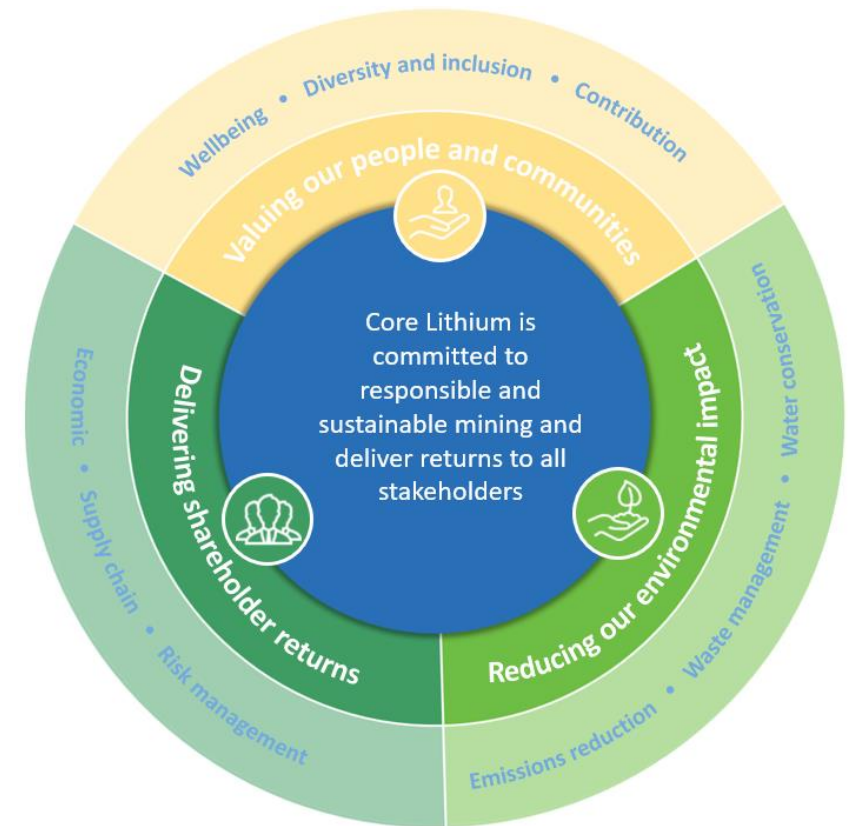 Wellbeing • Diversity and inclusion • Contribution
Valuing our people and communities
Core Lithium is
committed to
responsible and
sustainable mining and
deliver returns to all
stakeholders
Delivering shareholder returns
Economic • Supply chain • Risk management
Reducing our environmental impact
Emissions reduction • Waste management • Water conservation